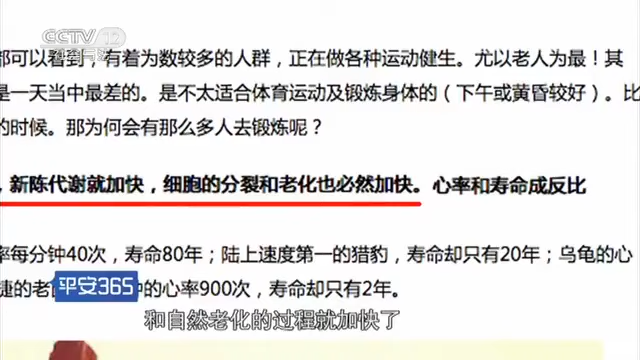 CCTV 12
都可以看到，有着为数较多的人群，正在做各种运动健生。尤以老人为最！其
是一天当中最差的。是不太适合体育运动及锻炼身体的（下午或黄昏较好）。比
的时候。那为何会有那么多人去锻炼呢？
，新陈代谢就加快，细胞的分裂和老化也必然加快。心率和寿命成反比
率每分钟40次，寿命80年；陆上速度第一的猎豹，寿命却只有20年；乌龟的心
捷的老
钟的心率900次，寿命却只有2年。
平安365
和自然老化的过程就加快了